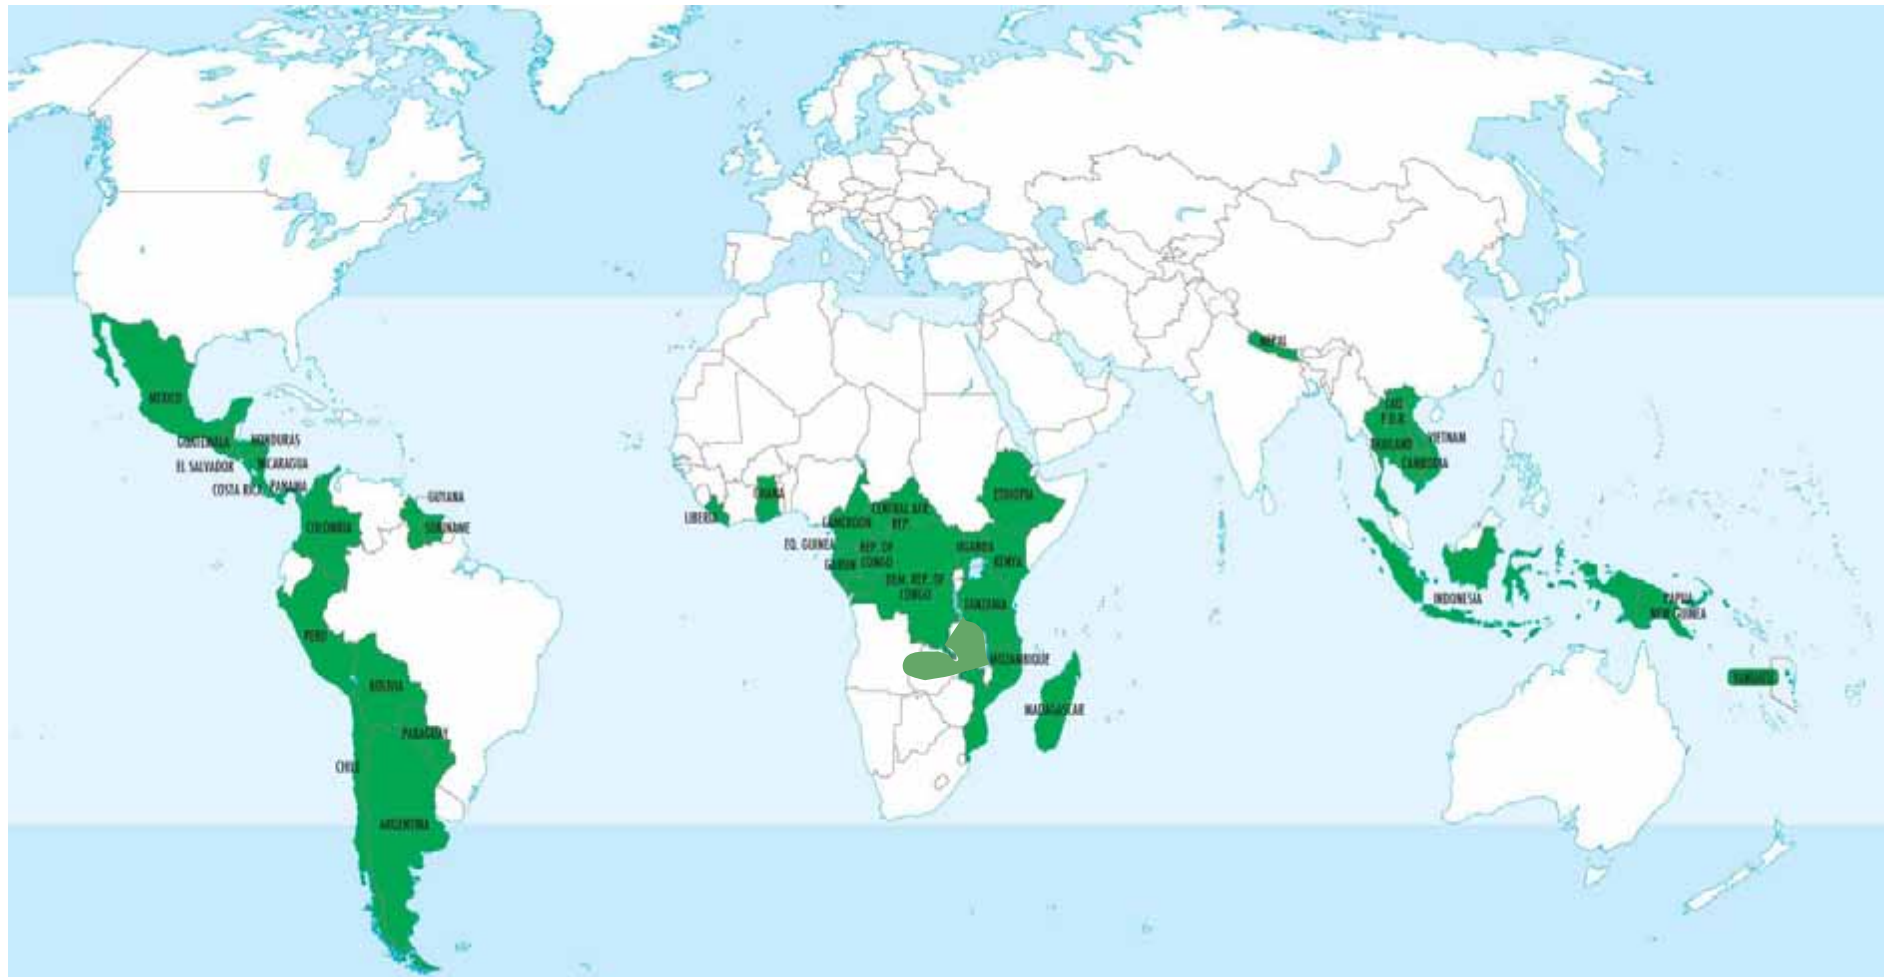 MEXICO
GUATEMALA
HONDURAS
EL SALVADOR
NICARAGUA
COSTA RICA
PANAMA
COLOMBIA
GUYANA
SURINAME
PERU
BOLIVIA
PARAGUAY
CHILE
ARGENTINA
LIBERIA
GHANA
CAMEROON
CENTRAL AFR.
REP.
EQ. GUINEA
GABON
REP. OF
CONGO
DEM. REP. OF
CONGO
ETHIOPIA
UGANDA
KENYA
TANZANIA
MOZAMBIQUE
MADAGASCAR
NEPAL
LAO
P.D.R.
THAILAND
VIETNAM
CAMBODIA
INDONESIA
PAPUA
NEW GUINEA
VANUATU